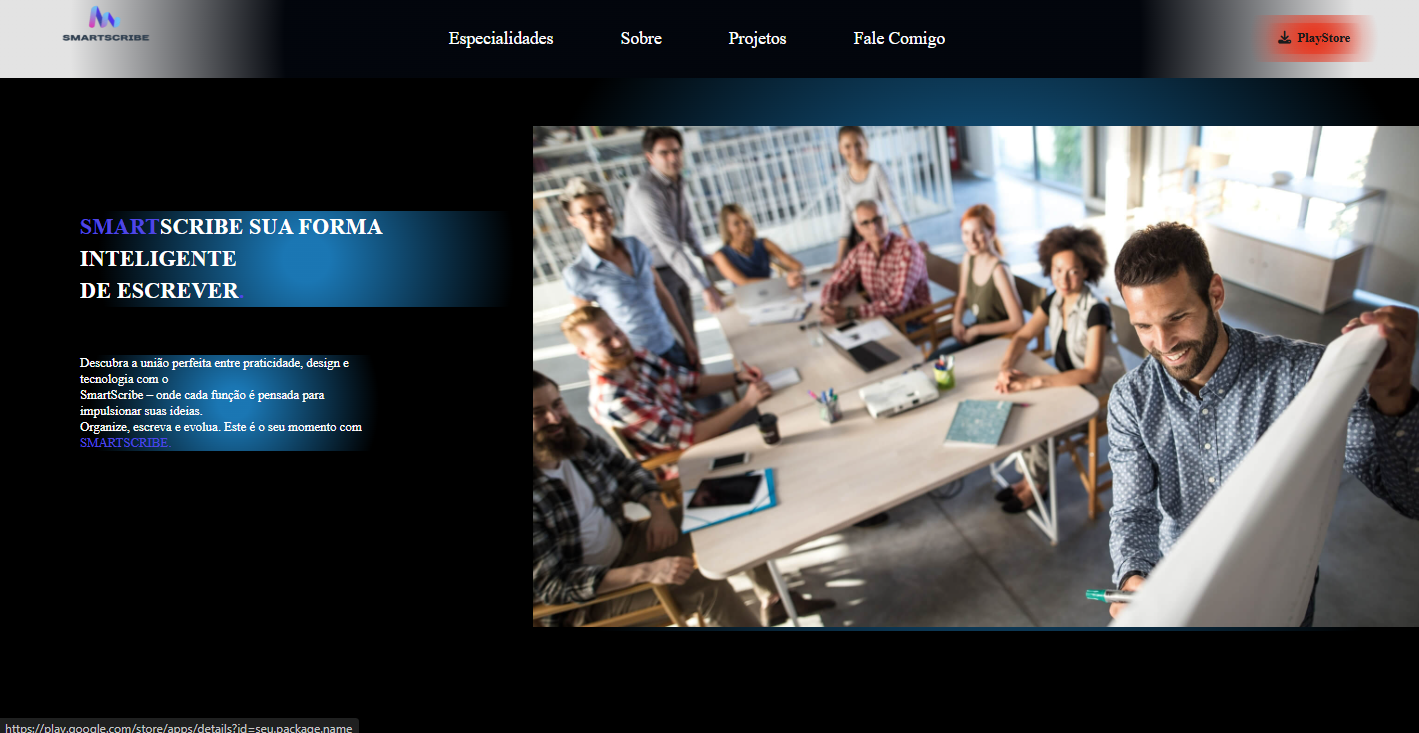 SMARTSCRIBE
Especialidades
Sobre
Projetos
Fale Comigo
PlayStore
SMARTSCRIBE SUA FORMA
INTELIGENTE
DE ESCREVER.
Descubra a união perfeita entre praticidade, design e
tecnologia com o
SmartScribe – onde cada função é pensada para
impulsionar suas ideias.
Organize, escreva e evolua. Este é o seu momento com
SMARTSCRIBE.
https://play.google.com/store/apps/details?id=seu.package.name